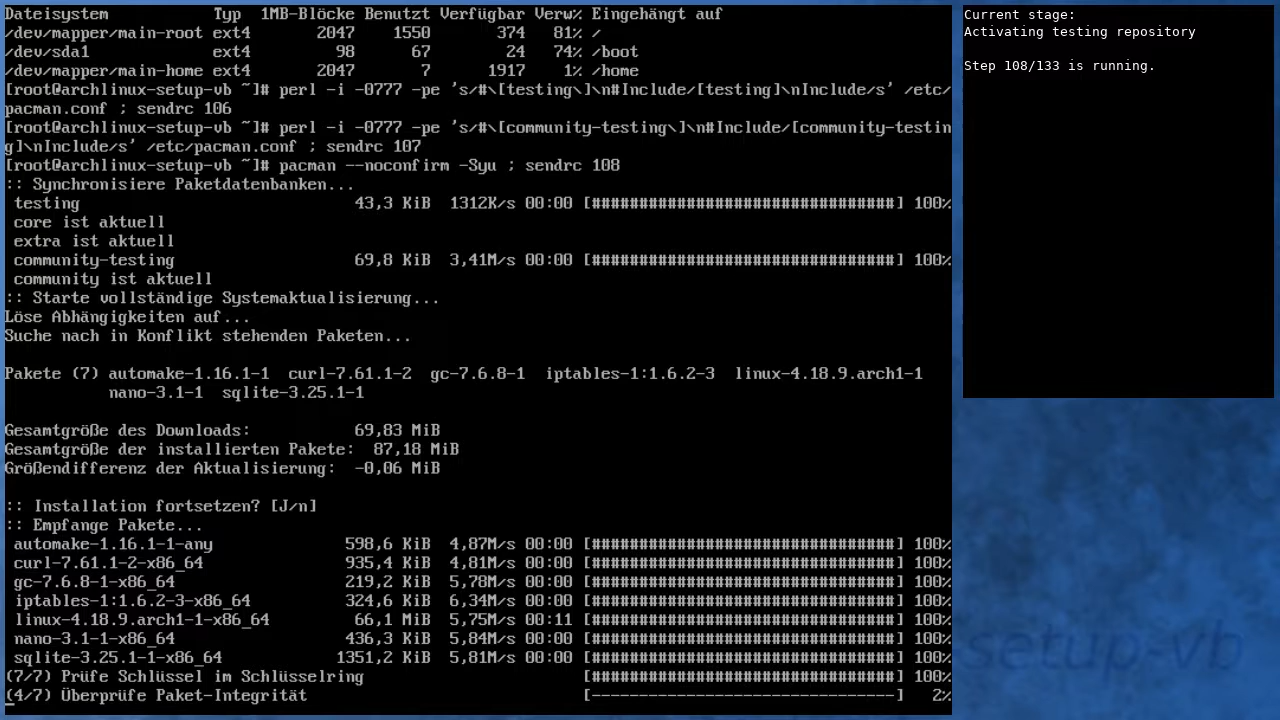 Dateisystem           Typ  1MB-Blöcke Benutzt Verfügbar Verw% Eingehängt auf
/dev/mapper/main-root ext4       2047    1550       374   81% /
/dev/sda1             ext4         98      67        24   74% /boot
/dev/mapper/main-home ext4       2047       7      1917    1% /home
[root@archlinux-setup-vb ~]# perl -i -0777 -pe 's/#\[testing\]\n#Include/[testing]\nInclude/s' /etc/
pacman.conf ; sendrc 106
[root@archlinux-setup-vb ~]# perl -i -0777 -pe 's/#\[community-testing\]\n#Include/[community-testin
g]\nInclude/s' /etc/pacman.conf ; sendrc 107
[root@archlinux-setup-vb ~]# pacman --noconfirm -Syu ; sendrc 108
:: Synchronisiere Paketdatenbanken...
 testing                             43,3 KiB  1312K/s 00:00 [################################] 100%
 core ist aktuell
 extra ist aktuell
 community-testing                   69,8 KiB  3,41M/s 00:00 [################################] 100%
 community ist aktuell
:: Starte vollständige Systemaktualisierung...
Löse Abhängigkeiten auf...
Suche nach in Konflikt stehenden Paketen...
Pakete (7) automake-1.16.1-1  curl-7.61.1-2  gc-7.6.8-1  iptables-1:1.6.2-3  linux-4.18.9.arch1-1
           nano-3.1-1  sqlite-3.25.1-1
Gesamtgröße des Downloads:           69,83 MiB
Gesamtgröße der installierten Pakete:  87,18 MiB
Größendifferenz der Aktualisierung:  -0,06 MiB
:: Installation fortsetzen? [J/n]
:: Empfange Pakete...
 automake-1.16.1-1-any              598,6 KiB  4,87M/s 00:00 [################################] 100%
 curl-7.61.1-2-x86_64               935,4 KiB  4,81M/s 00:00 [################################] 100%
 gc-7.6.8-1-x86_64                  219,2 KiB  5,78M/s 00:00 [################################] 100%
 iptables-1:1.6.2-3-x86_64          324,6 KiB  6,34M/s 00:00 [################################] 100%
 linux-4.18.9.arch1-1-x86_64         66,1 MiB  5,75M/s 00:11 [################################] 100%
 nano-3.1-1-x86_64                  436,3 KiB  5,84M/s 00:00 [################################] 100%
 sqlite-3.25.1-1-x86_64            1351,2 KiB  5,81M/s 00:00 [################################] 100%
(7/7) Prüfe Schlüssel im Schlüsselring                       [################################] 100%
(4/7) Überprüfe Paket-Integrität                             [--------------------------------]   2%
Current stage:
Activating testing repository
Step 108/133 is running.
setup-vb